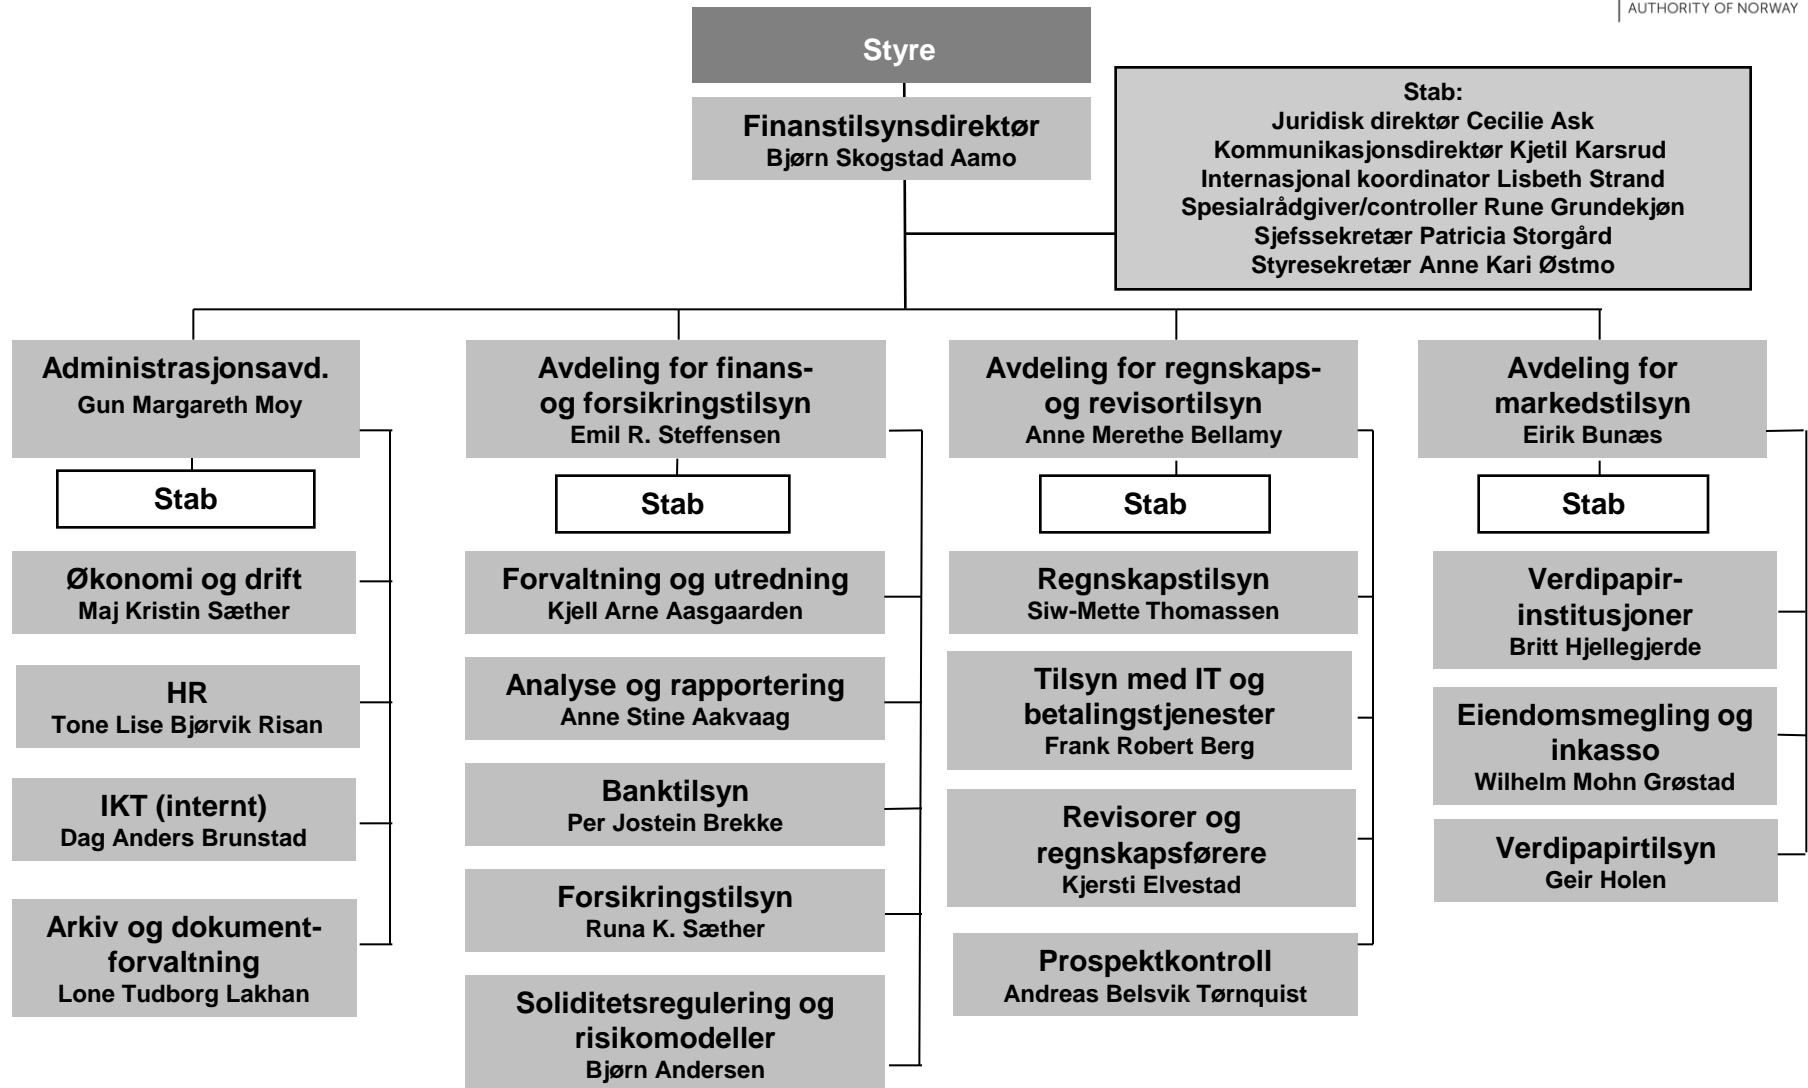 AUTHORITY OF NORWAY
Styre
Finanstilsynsdirektør
Bjørn Skogstad Aamo
Stab:
Juridisk direktør Cecilie Ask
Kommunikasjonsdirektør Kjetil Karsrud
Internasjonal koordinator Lisbeth Strand
Spesialrådgiver/controller Rune Grundekjøn
Sjefssekretær Patricia Storgård
Styresekretær Anne Kari Østmo
Administrasjonsavd.
Gun Margareth Moy
Stab
Økonomi og drift
Maj Kristin Sæther
HR
Tone Lise Bjørvik Risan
IKT (internt)
Dag Anders Brunstad
Arkiv og dokument-
forvaltning
Lone Tudborg Lakhan
Avdeling for finans-
og forsikringstilsyn
Emil R. Steffensen
Stab
Forvaltning og utredning
Kjell Arne Aasgaarden
Analyse og rapportering
Anne Stine Aakvaag
Banktilsyn
Per Jostein Brekke
Forsikringstilsyn
Runa K. Sæther
Soliditetsregulering og
risikomodeller
Bjørn Andersen
Avdeling for regnskaps-
og revisortilsyn
Anne Merethe Bellamy
Stab
Regnskapstilsyn
Siw-Mette Thomassen
Tilsyn med IT og
betalingstjenester
Frank Robert Berg
Revisorer og
regnskapsførere
Kjersti Elvestad
Prospektkontroll
Andreas Belsvik Tørnquist
Avdeling for
markedstilsyn
Eirik Bunæs
Stab
Verdipapir-
institusjoner
Britt Hjellegjerde
Eiendomsmegling og
inkasso
Wilhelm Mohn Grøstad
Verdipapirtilsyn
Geir Holen